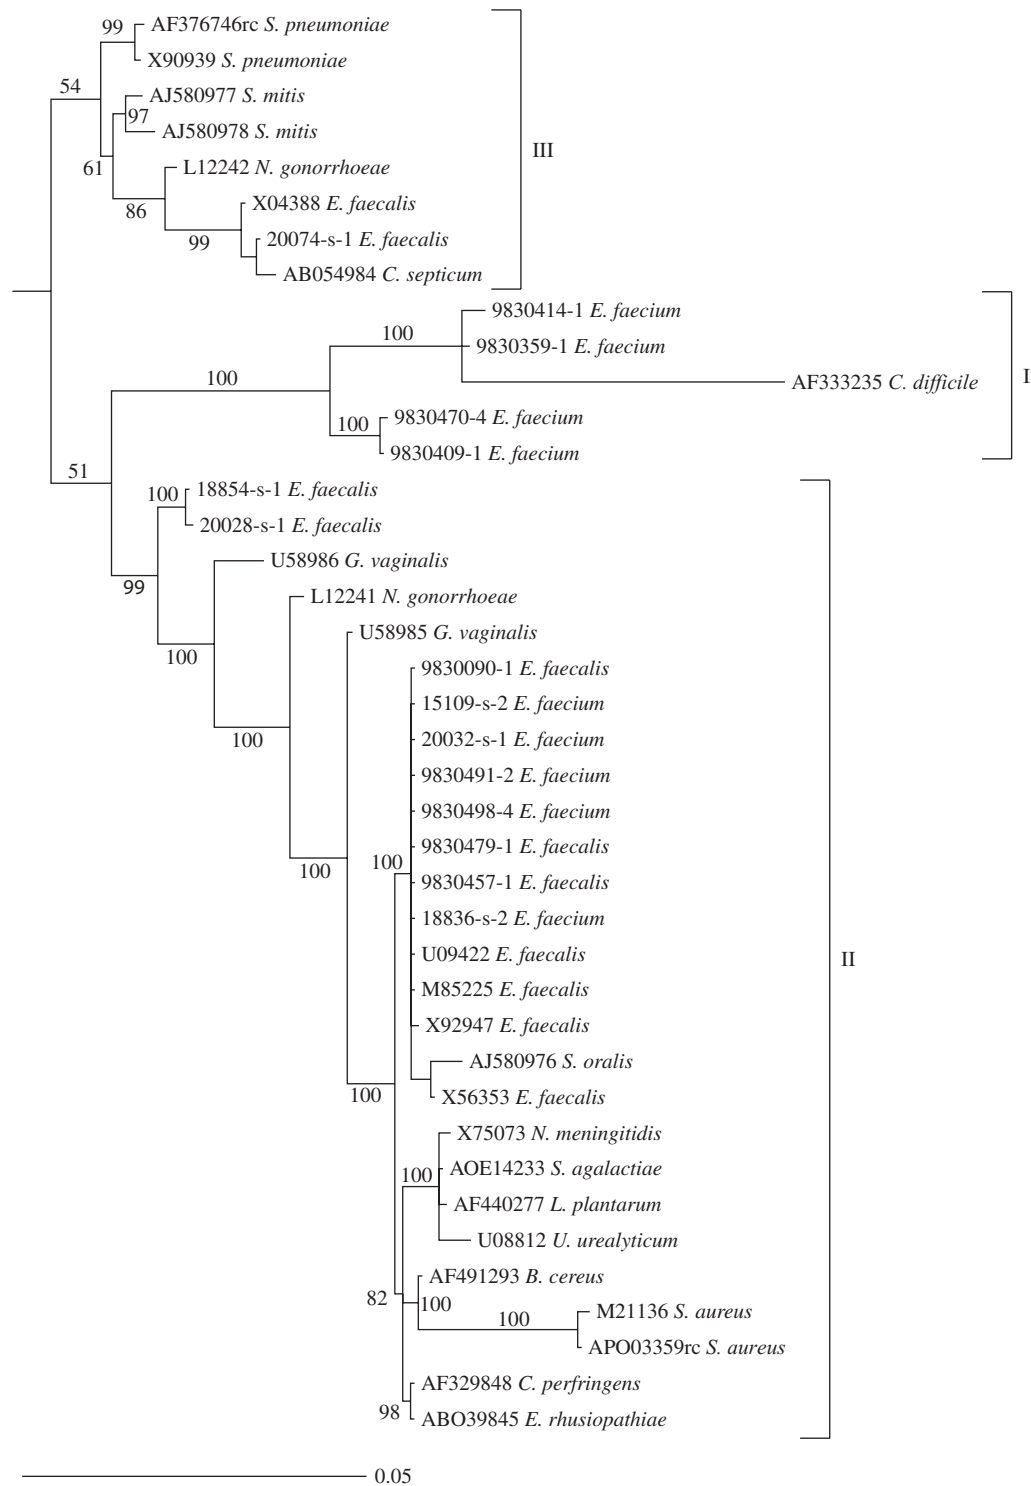 99
AF376746rc S. pneumoniae
X90939 S. pneumoniae
54
AJ580977 S. mitis
97
AJ580978 S. mitis
III
61
L12242 N. gonorrhoeae
86
X04388 E. faecalis
99
20074-s-1 E. faecalis
AB054984 C. septicum
9830414-1 E. faecium
100
9830359-1 E. faecium
100
AF333235 C. difficile
I
100
9830470-4 E. faecium
9830409-1 E. faecium
51
100
18854-s-1 E. faecalis
20028-s-1 E. faecalis
U58986 G. vaginalis
99
L12241 N. gonorrhoeae
U58985 G. vaginalis
100
9830090-1 E. faecalis
15109-s-2 E. faecium
100
20032-s-1 E. faecium
9830491-2 E. faecium
9830498-4 E. faecium
9830479-1 E. faecalis
100
100
9830457-1 E. faecalis
18836-s-2 E. faecium
U09422 E. faecalis
II
M85225 E. faecalis
X92947 E. faecalis
AJ580976 S. oralis
100
X56353 E. faecalis
X75073 N. meningitidis
100
AOE14233 S. agalactiae
AF440277 L. plantarum
U08812 U. urealyticum
AF491293 B. cereus
82
100
100
M21136 S. aureus
APO03359rc S. aureus
AF329848 C. perfringens
98
ABO39845 E. rhusiopathiae
0.05